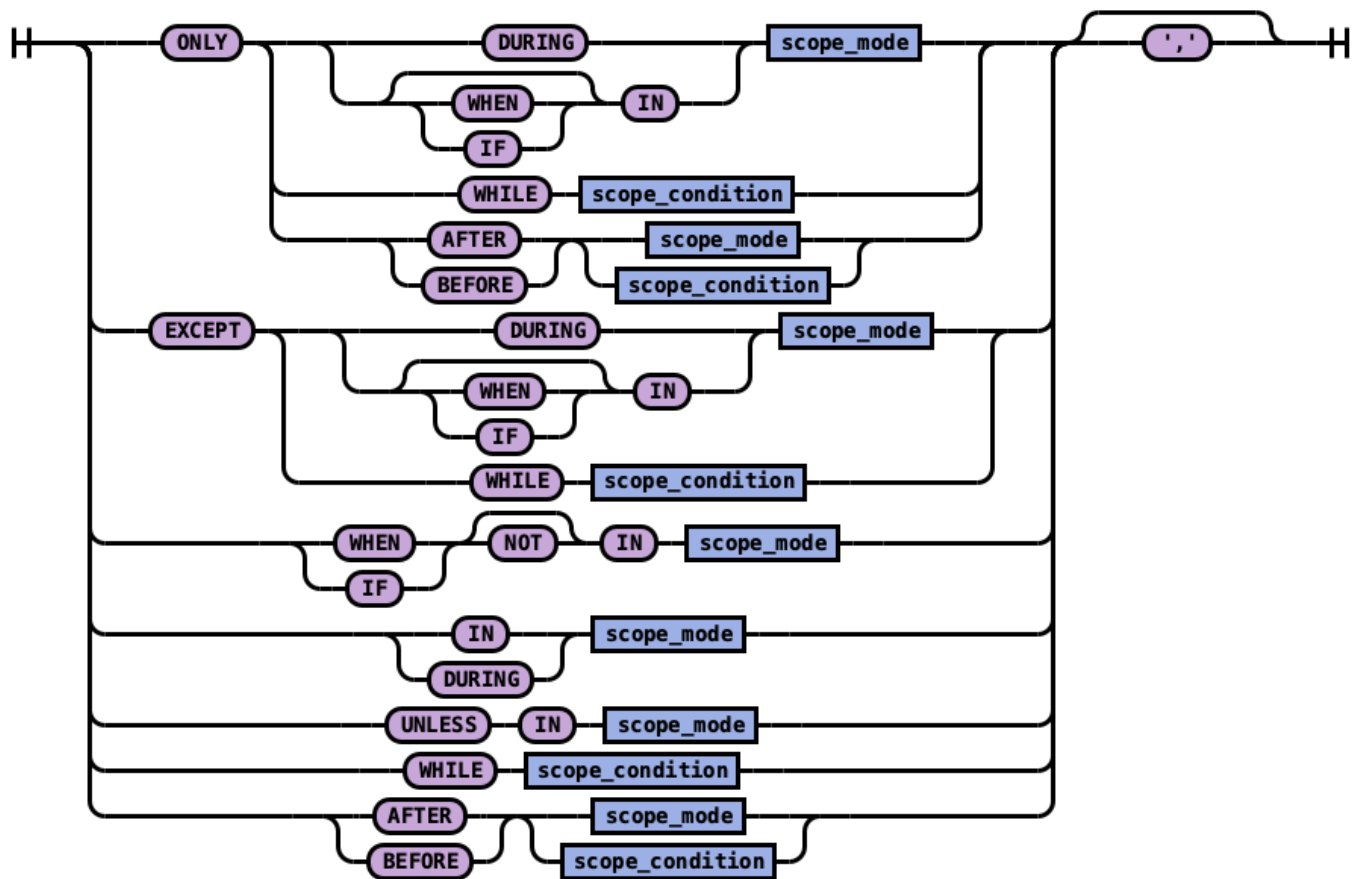 ONLY DURING scope_mode ','
WHEN IN
IF
WHILE scope_condition
AFTER scope_mode
BEFORE scope_condition
EXCEPT DURING scope_mode
WHEN IN
IF
WHILE scope_condition
WHEN NOT IN scope_mode
IF
IN scope_mode
DURING
UNLESS IN scope_mode
WHILE scope_condition
AFTER scope_mode
BEFORE scope_condition